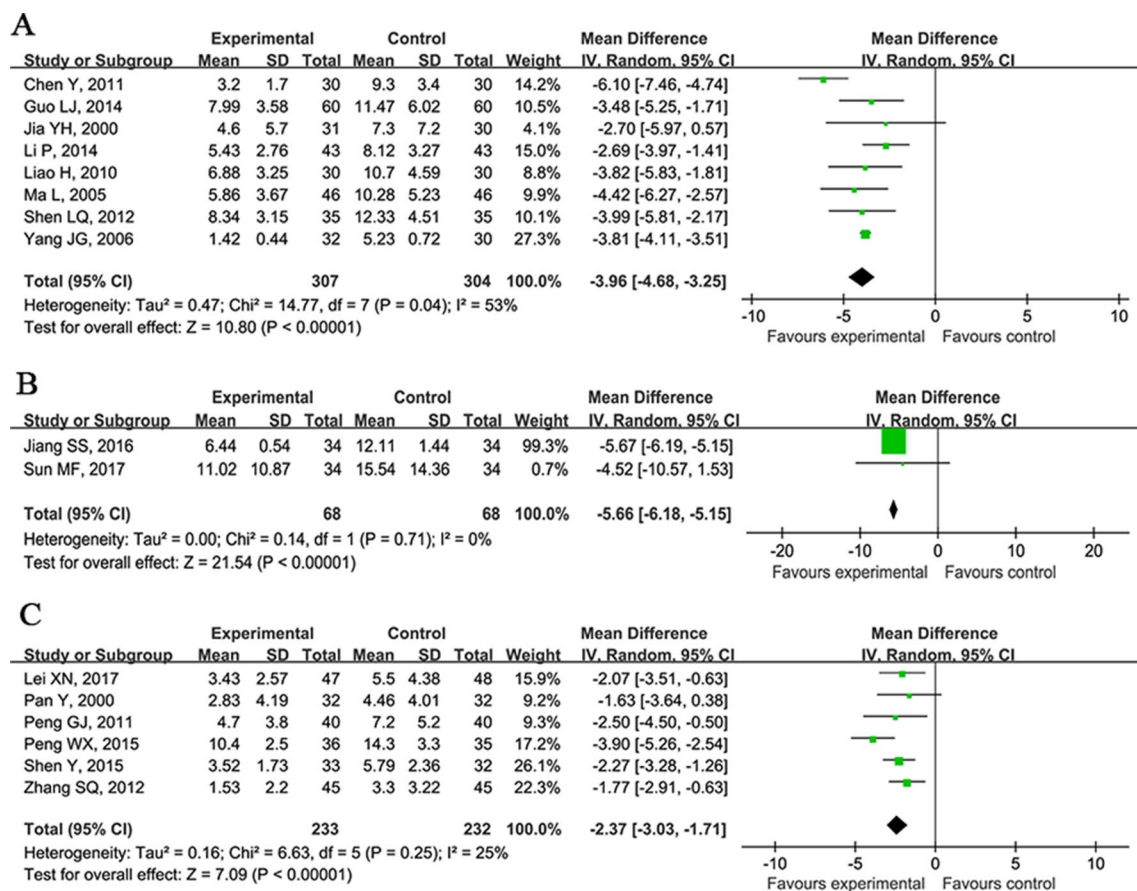 A
Experimental Control Mean Difference Mean Difference
Study or Subgroup Mean SD Total Mean SD Total Weight IV, Random, 95% CI IV, Random, 95% CI
Chen Y, 2011 3.2 1.7 30 9.3 3.4 30 14.2% -6.10 [-7.46, -4.74]
Guo LJ, 2014 7.99 3.58 60 11.47 6.02 60 10.5% -3.48 [-5.25, -1.71]
Jia YH, 2000 4.6 5.7 31 7.3 7.2 30 4.1% -2.70 [-5.97, 0.57]
Li P, 2014 5.43 2.76 43 8.12 3.27 43 15.0% -2.69 [-3.97, -1.41]
Liao H, 2010 6.88 3.25 30 10.7 4.59 30 8.8% -3.82 [-5.83, -1.81]
Ma L, 2005 5.86 3.67 46 10.28 5.23 46 9.9% -4.42 [-6.27, -2.57]
Shen LQ, 2012 8.34 3.15 35 12.33 4.51 35 10.1% -3.99 [-5.81, -2.17]
Yang JG, 2006 1.42 0.44 32 5.23 0.72 30 27.3% -3.81 [-4.11, -3.51]
Total (95% CI) 307 304 100.0% -3.96 [-4.68, -3.25]
Heterogeneity: Tau² = 0.47; Chi² = 14.77, df = 7 (P = 0.04); I² = 53%
Test for overall effect: Z = 10.80 (P < 0.00001)
-10 -5 0 5 10
Favours experimental Favours control
B
Experimental Control Mean Difference Mean Difference
Study or Subgroup Mean SD Total Mean SD Total Weight IV, Random, 95% CI IV, Random, 95% CI
Jiang SS, 2016 6.44 0.54 34 12.11 1.44 34 99.3% -5.67 [-6.19, -5.15]
Sun MF, 2017 11.02 10.87 34 15.54 14.36 34 0.7% -4.52 [-10.57, 1.53]
Total (95% CI) 68 68 100.0% -5.66 [-6.18, -5.15]
Heterogeneity: Tau² = 0.00; Chi² = 0.14, df = 1 (P = 0.71); I² = 0%
Test for overall effect: Z = 21.54 (P < 0.00001)
-20 -10 0 10 20
Favours experimental Favours control
C
Experimental Control Mean Difference Mean Difference
Study or Subgroup Mean SD Total Mean SD Total Weight IV, Random, 95% CI IV, Random, 95% CI
Lei XN, 2017 3.43 2.57 47 5.5 4.38 48 15.9% -2.07 [-3.51, -0.63]
Pan Y, 2000 2.83 4.19 32 4.46 4.01 32 9.2% -1.63 [-3.64, 0.38]
Peng GJ, 2011 4.7 3.8 40 7.2 5.2 40 9.3% -2.50 [-4.50, -0.50]
Peng WX, 2015 10.4 2.5 36 14.3 3.3 35 17.2% -3.90 [-5.26, -2.54]
Shen Y, 2015 3.52 1.73 33 5.79 2.36 32 26.1% -2.27 [-3.28, -1.26]
Zhang SQ, 2012 1.53 2.2 45 3.3 3.22 45 22.3% -1.77 [-2.91, -0.63]
Total (95% CI) 233 232 100.0% -2.37 [-3.03, -1.71]
Heterogeneity: Tau² = 0.16; Chi² = 6.63, df = 5 (P = 0.25); I² = 25%
Test for overall effect: Z = 7.09 (P < 0.00001)
-10 -5 0 5 10
Favours experimental Favours control